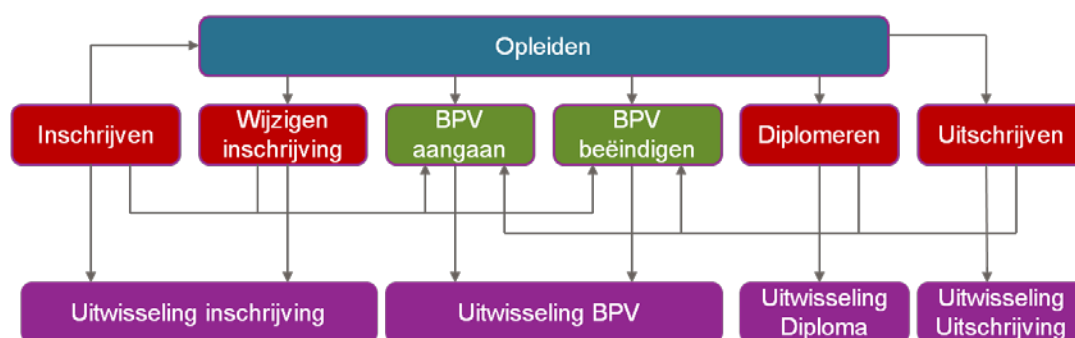 Opleiden
Inschrijven
Wijzigen
inschrijving
BPV
aangaan
BPV
beëindigen
Diplomeren
Uitschrijven
Uitwisseling inschrijving
Uitwisseling BPV
Uitwisseling
Diploma
Uitwisseling
Uitschrijving